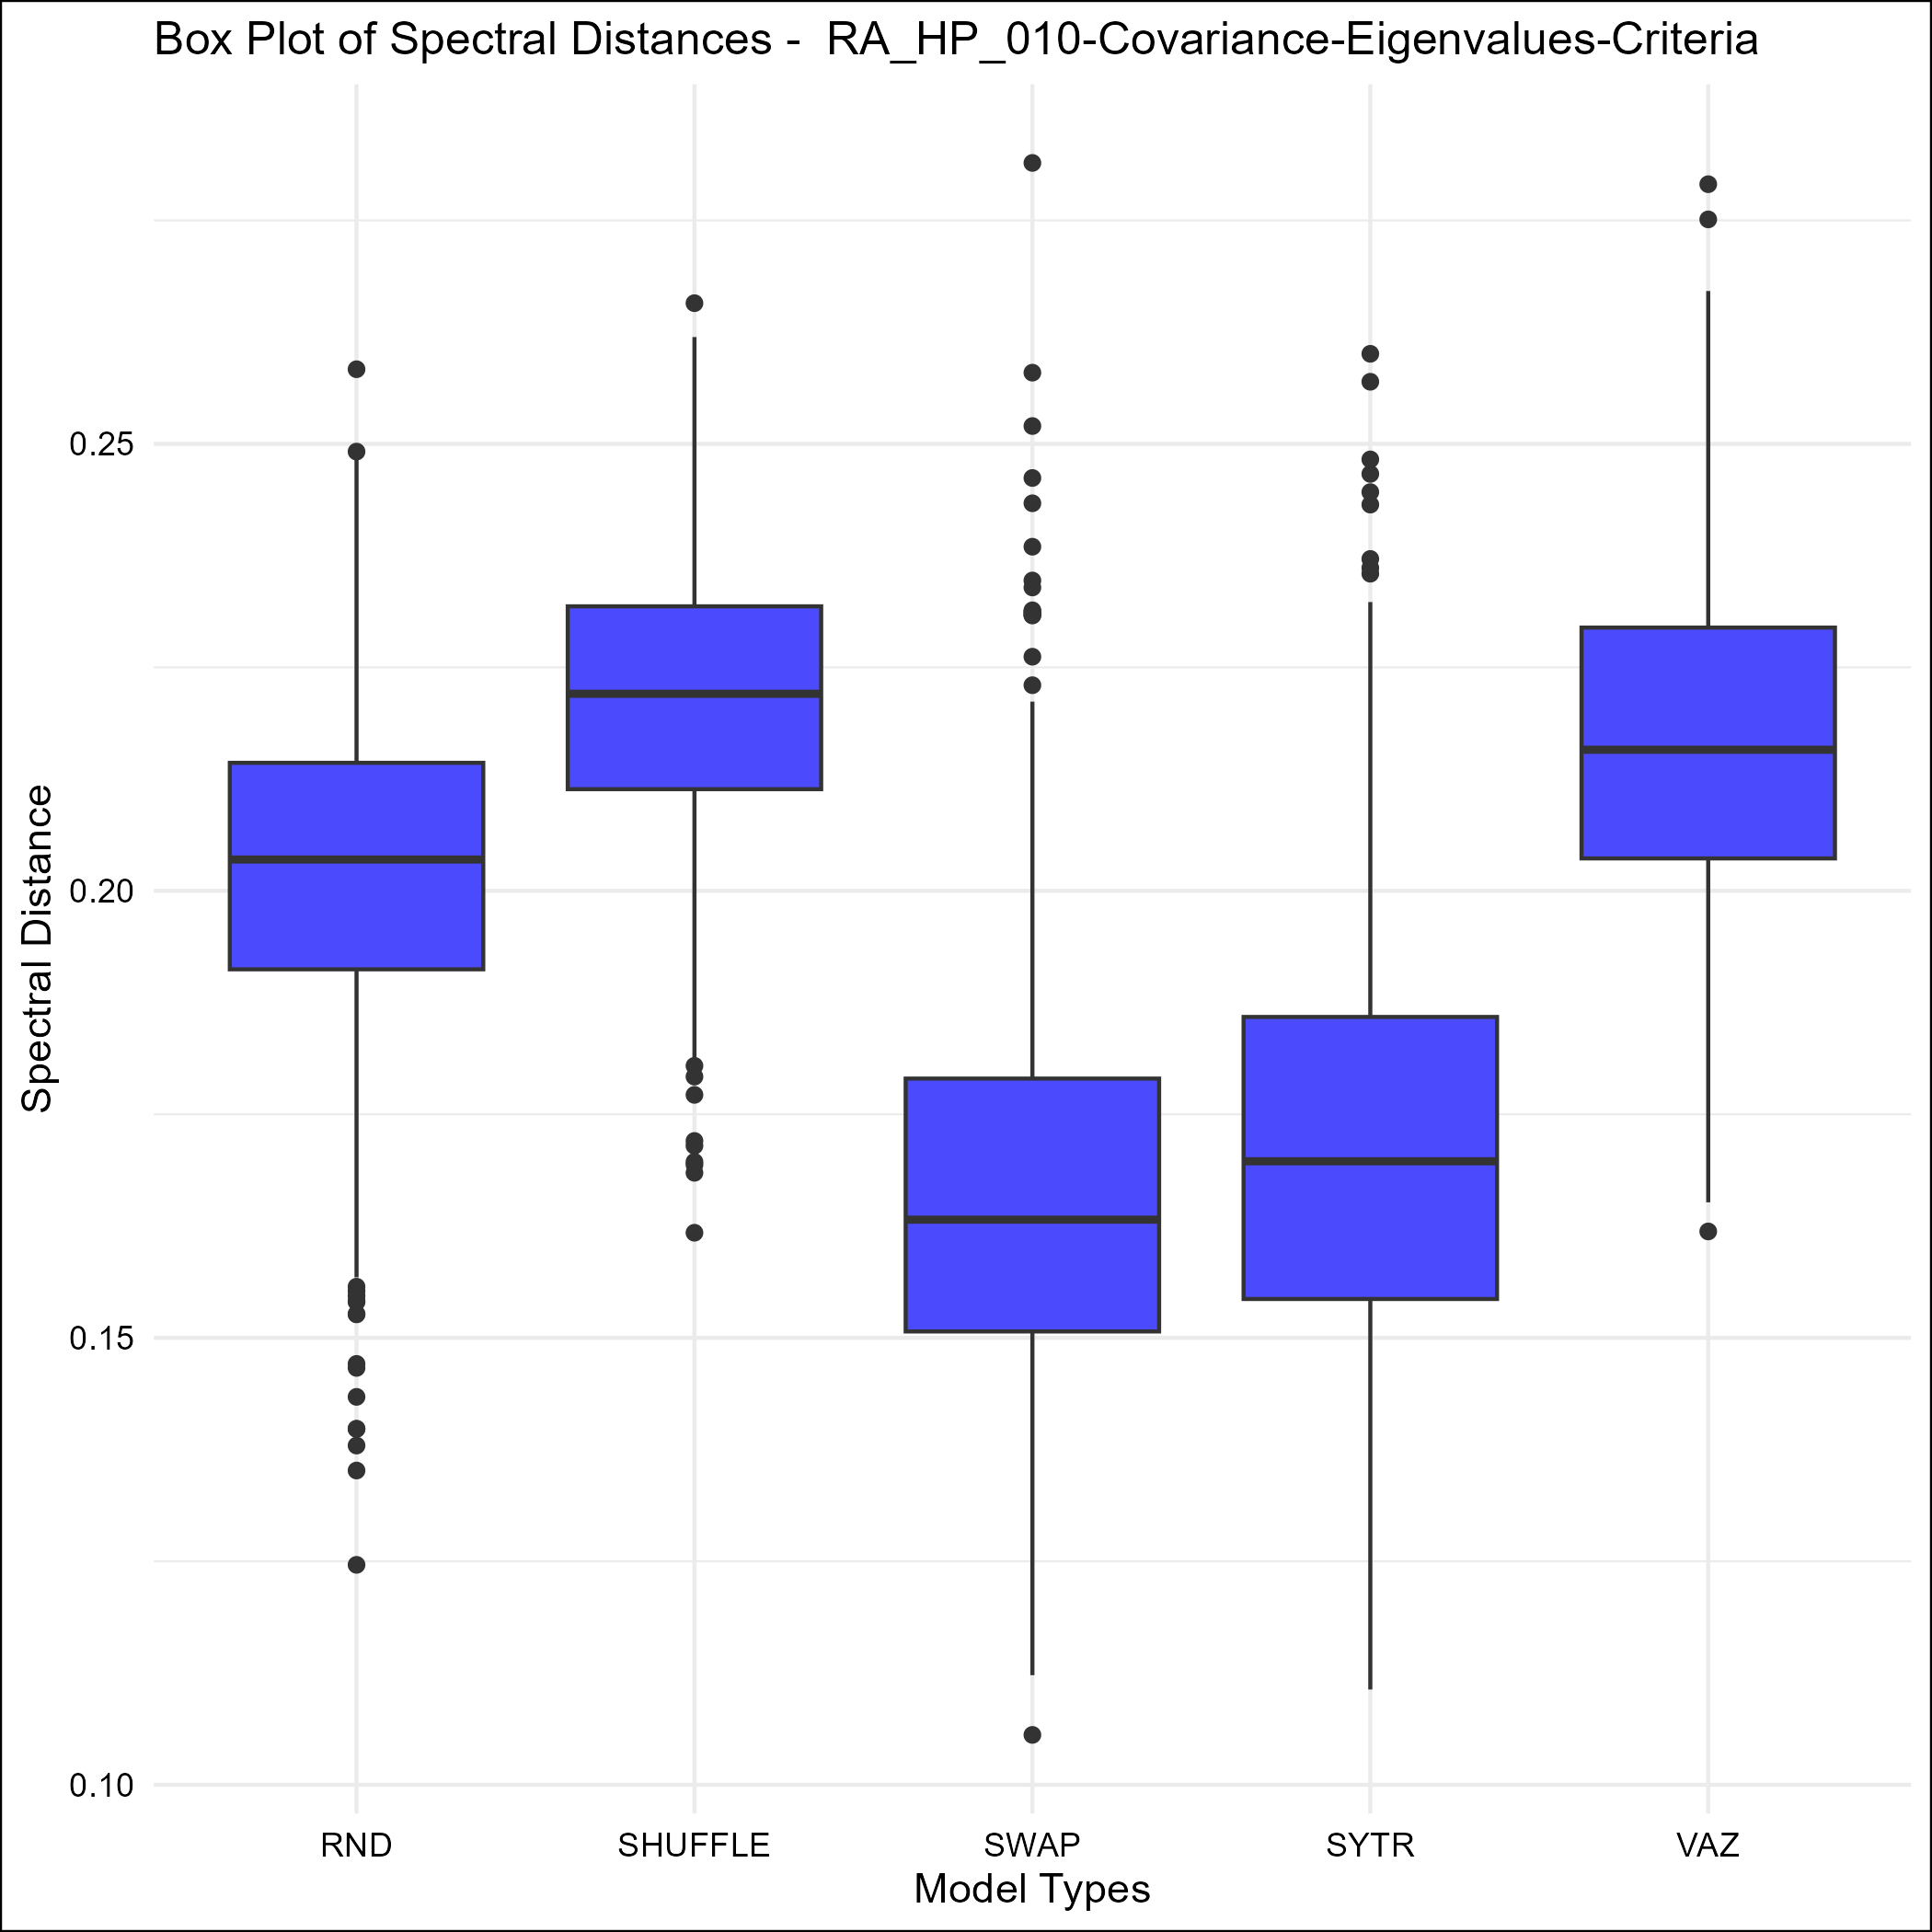 Box Plot of Spectral Distances -  RA_HP_010-Covariance-Eigenvalues-Criteria
Spectral Distance
0.25
0.20
0.15
0.10
RND SHUFFLE SWAP SYTR VAZ
Model Types